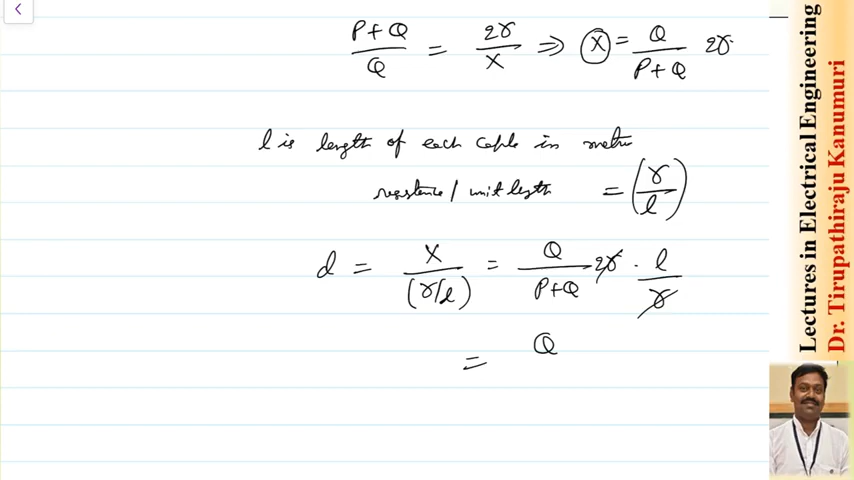 (P+Q)/Q = 2r/X ⇒ X = Q/(P+Q) 2r
l is length of each cable in metre
resistance / unit length = (r/l)
d = X/(r/l) = Q/(P+Q) 2r · l/r
= Q
Lectures in Electrical Engineering
Dr. Tirupathiraju Kanumuri